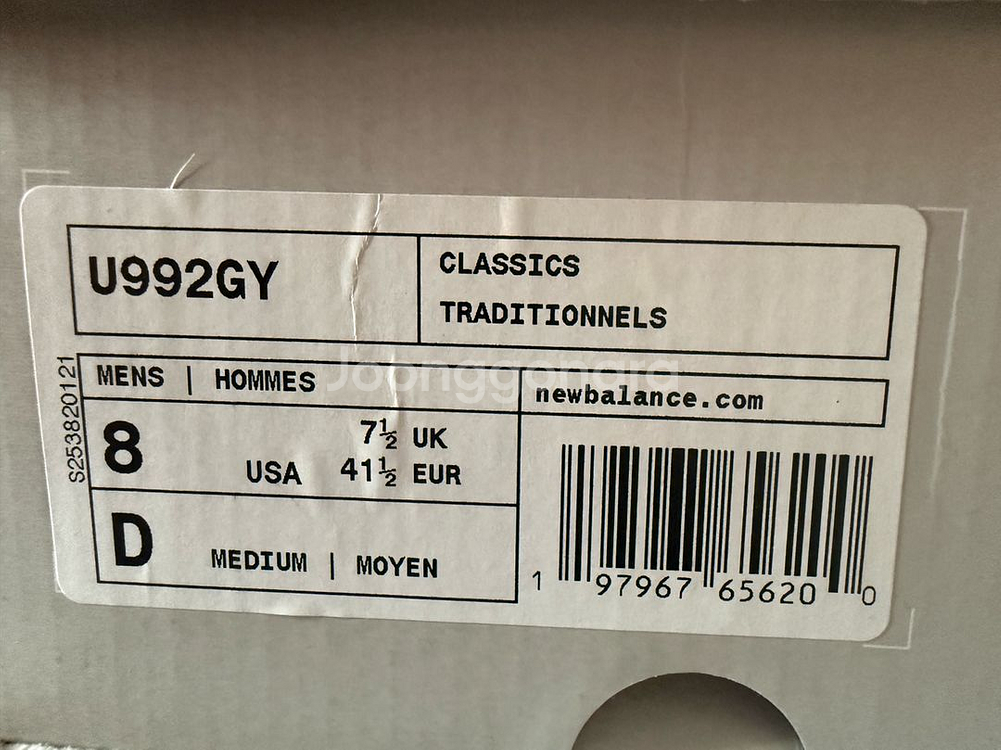 U992GY
CLASSICS
TRADITIONNELS
S253820121
MENS | HOMMES
Joonggonara
newbalance.com
8
7½ UK
USA 41½ EUR
D
MEDIUM | MOYEN
1 97967 65620 0